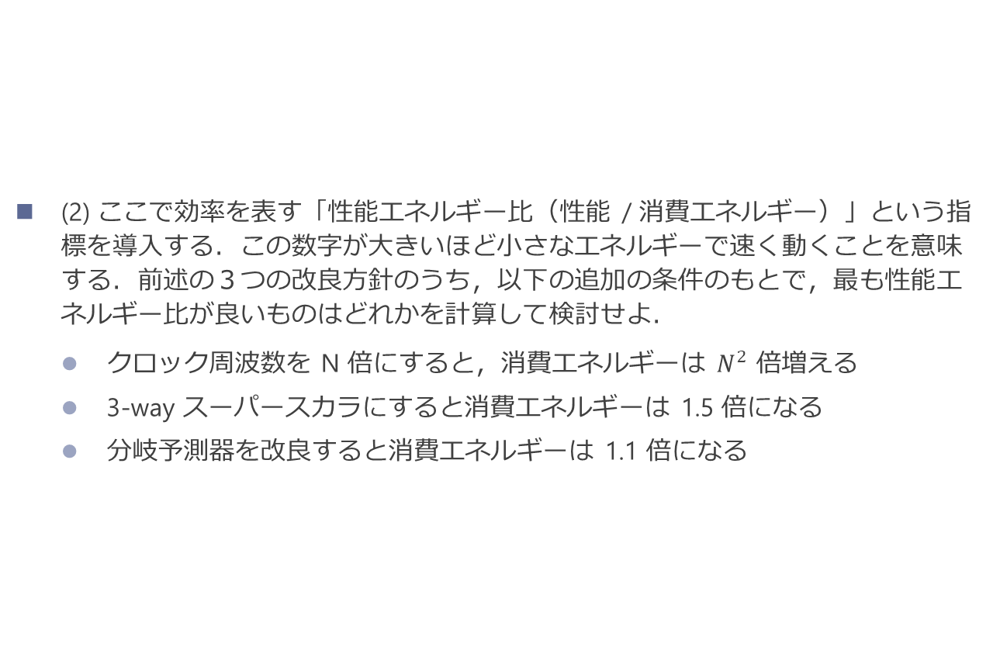 (2) ここで効率を表す「性能エネルギー比（性能 / 消費エネルギー）」という指
標を導入する．この数字が大きいほど小さなエネルギーで速く動くことを意味
する．前述の３つの改良方針のうち，以下の追加の条件のもとで，最も性能エ
ネルギー比が良いものはどれかを計算して検討せよ．
クロック周波数を N 倍にすると，消費エネルギーは 𝑁² 倍増える
3-way スーパースカラにすると消費エネルギーは 1.5 倍になる
分岐予測器を改良すると消費エネルギーは 1.1 倍になる